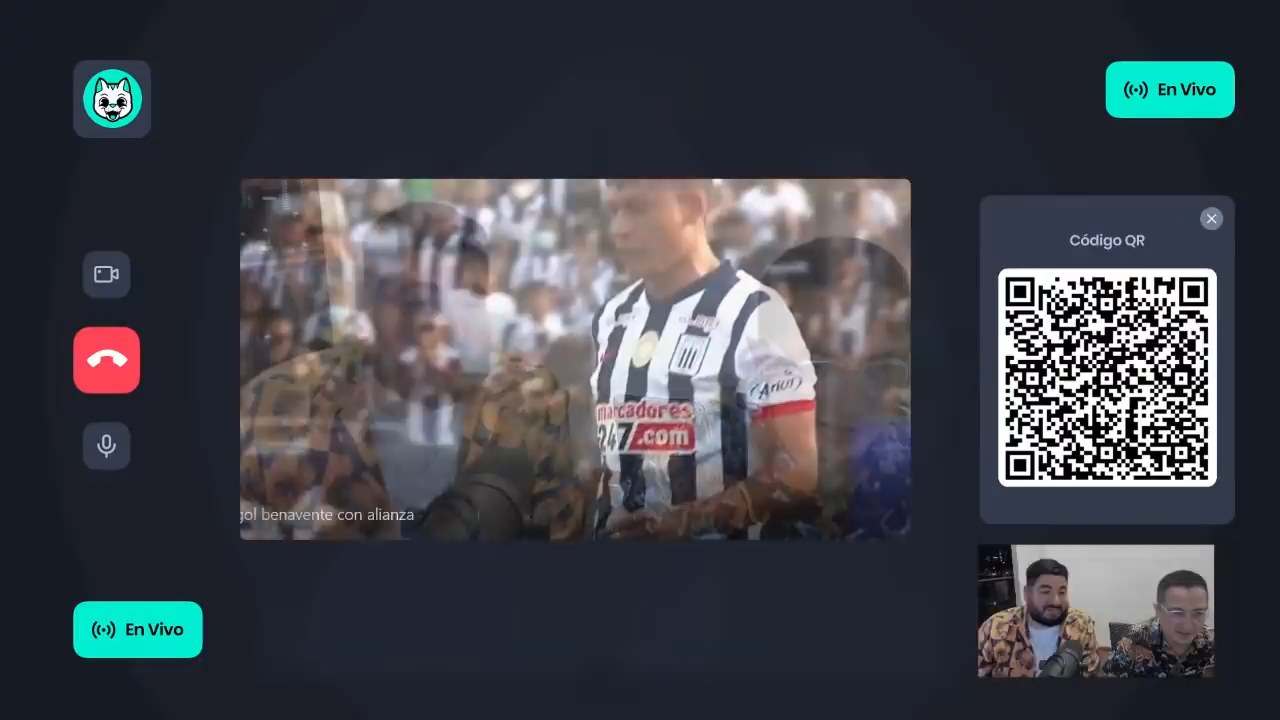 En Vivo
Código QR
marcadores
247.com
gol benavente con alianza
En Vivo